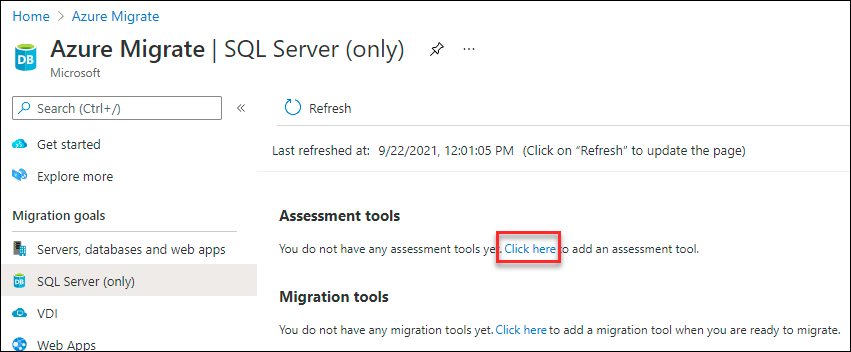 Home > Azure Migrate
Azure Migrate | SQL Server (only)
Microsoft
Search (Ctrl+/)
Get started
Explore more
Migration goals
Servers, databases and web apps
SQL Server (only)
VDI
Web Apps
Refresh
Last refreshed at: 9/22/2021, 12:01:05 PM (Click on “Refresh” to update the page)
Assessment tools
You do not have any assessment tools yet. Click here to add an assessment tool.
Migration tools
You do not have any migration tools yet. Click here to add a migration tool when you are ready to migrate.